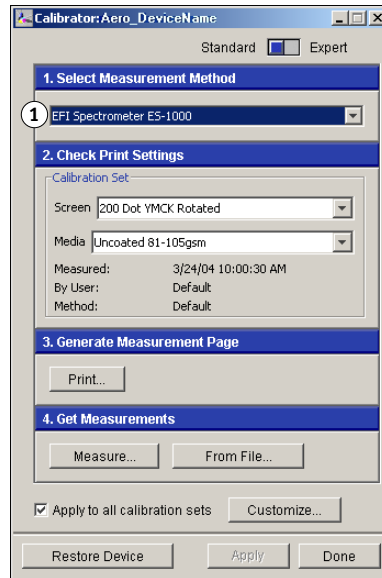 Calibrator:Aero_DeviceName
Standard Expert
1. Select Measurement Method
1 EFI Spectrometer ES-1000
2. Check Print Settings
Calibration Set
Screen 200 Dot YMCK Rotated
Media Uncoated 81-105gsm
Measured: 3/24/04 10:00:30 AM
By User: Default
Method: Default
3. Generate Measurement Page
Print...
4. Get Measurements
Measure... From File...
Apply to all calibration sets Customize...
Restore Device Apply Done